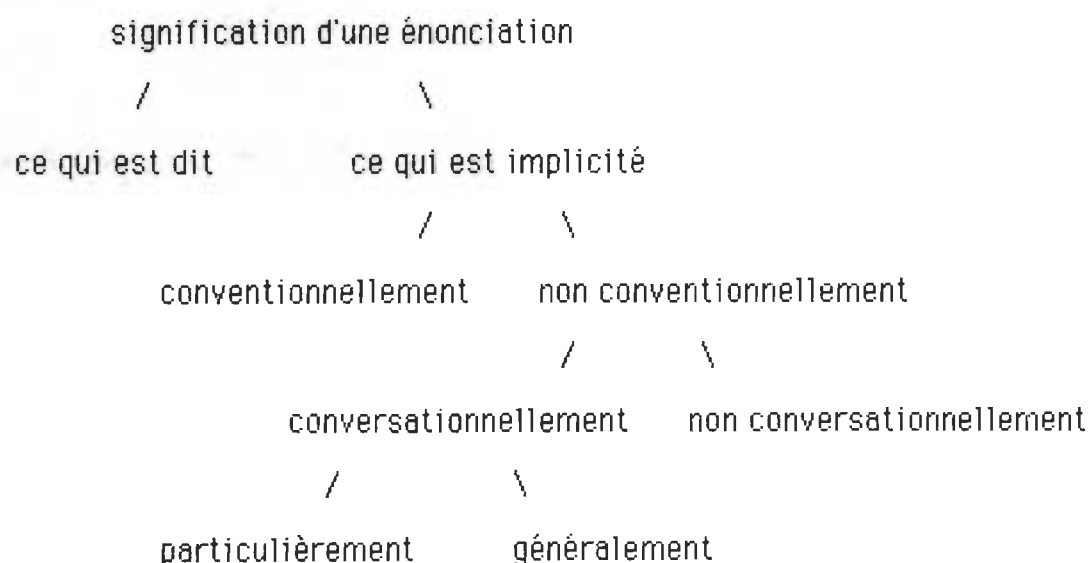 signification d'une énonciation
/ \
ce qui est dit ce qui est implicité
/ \
conventionnellement non conventionnellement
/ \
conversationnellement non conversationnellement
/ \
particulièrement généralement